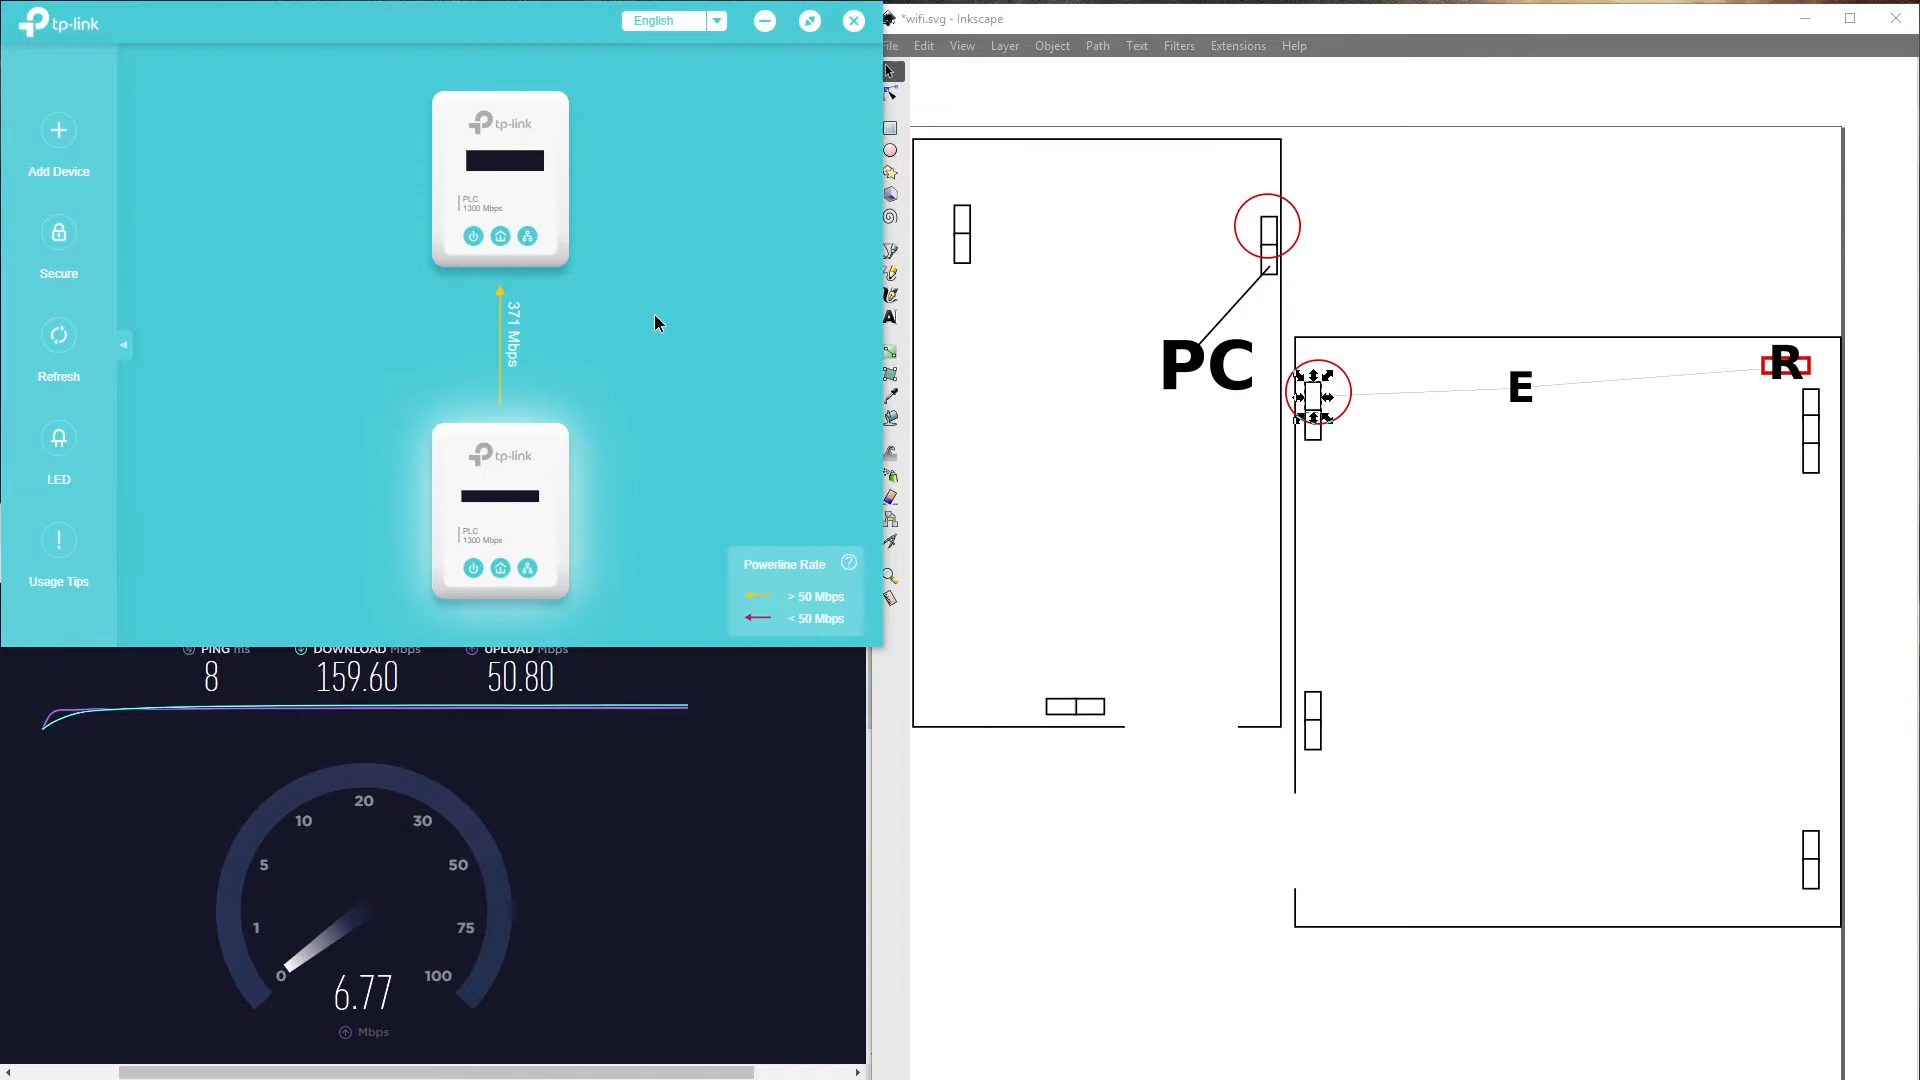 tp-link
English
Add Device
Secure
Refresh
LED
Usage Tips
tp-link
PLC
1300 Mbps
371 Mbps
tp-link
PLC
1300 Mbps
Powerline Rate ?
> 50 Mbps
< 50 Mbps
PING ms DOWNLOAD Mbps UPLOAD Mbps
8 159.60 50.80
0
1
5
10
20
30
50
75
100
6.77
Mbps
*wifi.svg - Inkscape
File Edit View Layer Object Path Text Filters Extensions Help
PC
E
R